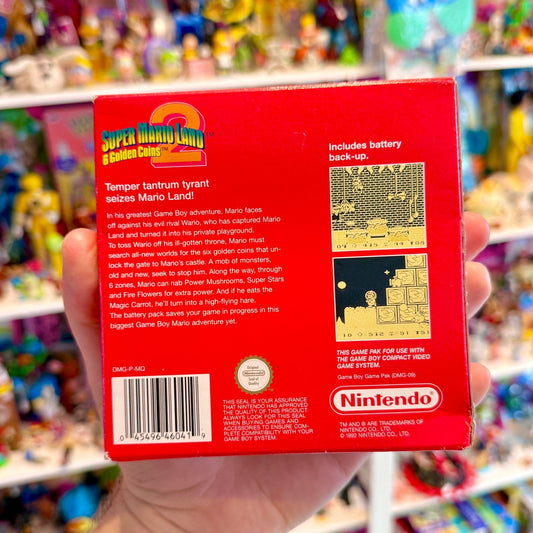 SUPER MARIO LAND 2
6 Golden Coins
Temper tantrum tyrant
seizes Mario Land!
In his greatest Game Boy adventure, Mario faces
off against his evil rival Wario, who has captured Mario
Land and turned it into his private playground.
To toss Wario off his ill-gotten throne, Mario must
search all-new worlds for the six golden coins that un-
lock the gate to Mario's castle. A mob of monsters,
old and new, seek to stop him. Along the way, through
6 zones, Mario can nab Power Mushrooms, Super Stars
and Fire Flowers for extra power. And if he eats the
Magic Carrot, he'll turn into a high-flying hare.
The battery pack saves your game in progress in this
biggest Game Boy Mario adventure yet.
Includes battery
back-up.
THIS GAME PAK FOR USE WITH
THE GAME BOY COMPACT VIDEO
GAME SYSTEM.
Game Boy Game Pak (DMG-09)
Nintendo
TM AND ® ARE TRADEMARKS OF
NINTENDO CO., LTD.
© 1992 NINTENDO CO., LTD.
DMG-P-MQ
0 45496 46041 9
Original
Nintendo
Seal of
Quality
THIS SEAL IS YOUR ASSURANCE
THAT NINTENDO HAS APPROVED
THE QUALITY OF THIS PRODUCT.
ALWAYS LOOK FOR THIS SEAL
WHEN BUYING GAMES AND
ACCESSORIES TO ENSURE COM-
PLETE COMPATIBILITY WITH YOUR
GAME BOY SYSTEM.